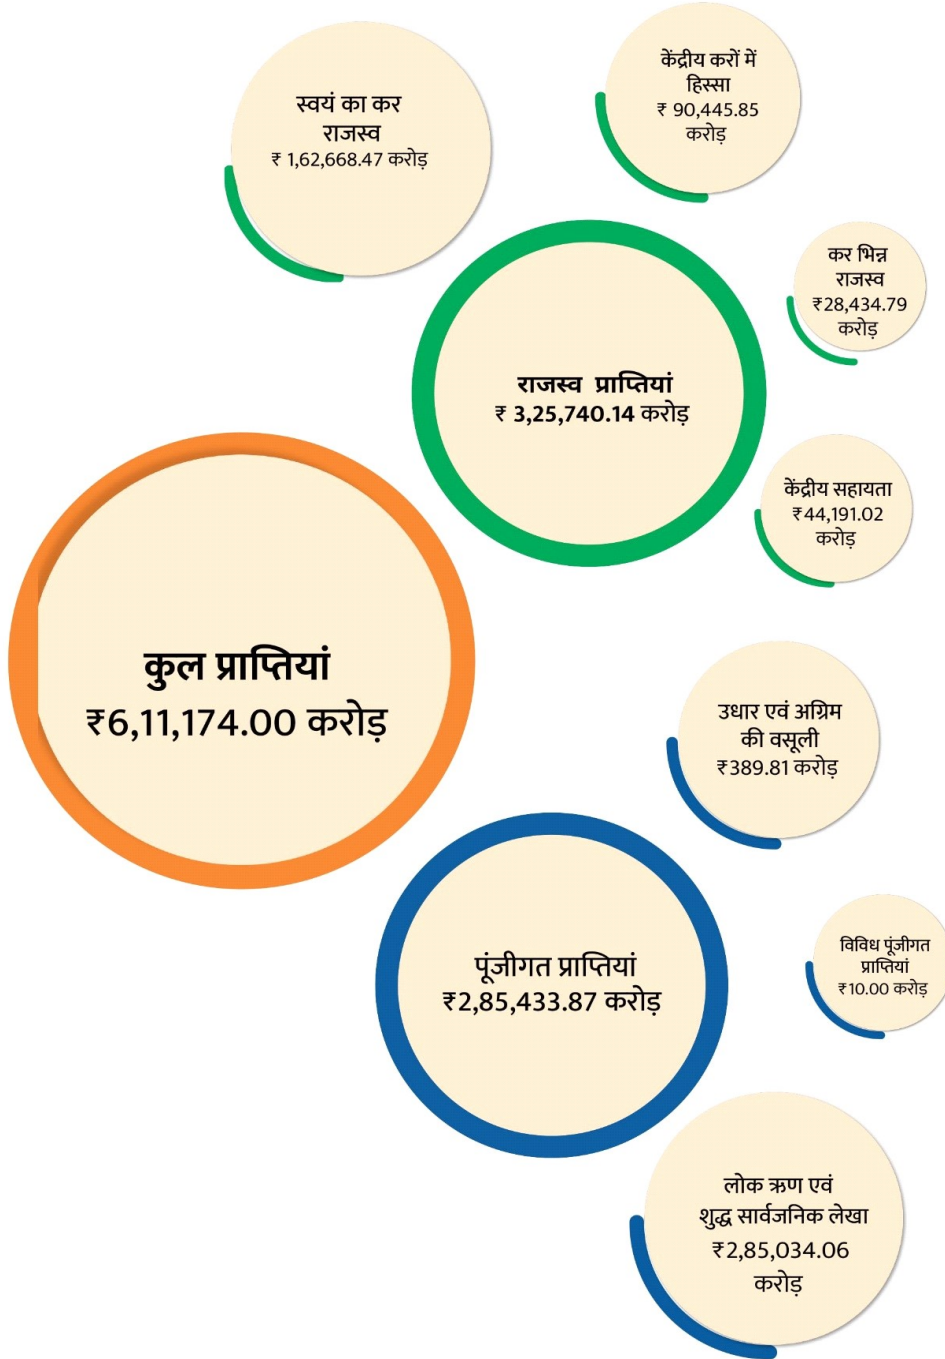 स्वयं का कर
राजस्व
₹ 1,62,668.47 करोड़
केंद्रीय करों में
हिस्सा
₹ 90,445.85
करोड़
कर भिन्न
राजस्व
₹28,434.79
करोड़
राजस्व प्राप्तियां
₹ 3,25,740.14 करोड़
केंद्रीय सहायता
₹44,191.02
करोड़
कुल प्राप्तियां
₹6,11,174.00 करोड़
उधार एवं अग्रिम
की वसूली
₹389.81 करोड़
पूंजीगत प्राप्तियां
₹2,85,433.87 करोड़
विविध पूंजीगत
प्राप्तियां
₹10.00 करोड़
लोक ऋण एवं
शुद्ध सार्वजनिक लेखा
₹2,85,034.06
करोड़